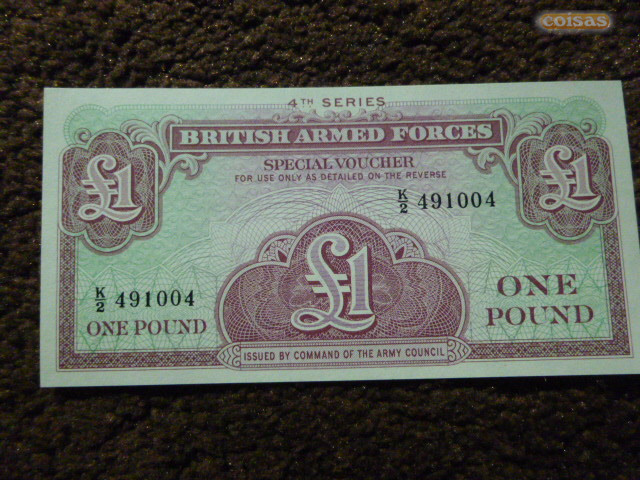 coisas
4TH SERIES
BRITISH ARMED FORCES
£1
£1
SPECIAL VOUCHER
FOR USE ONLY AS DETAILED ON THE REVERSE
K/2 491004
£1
K/2 491004
ONE POUND
ONE
POUND
ISSUED BY COMMAND OF THE ARMY COUNCIL